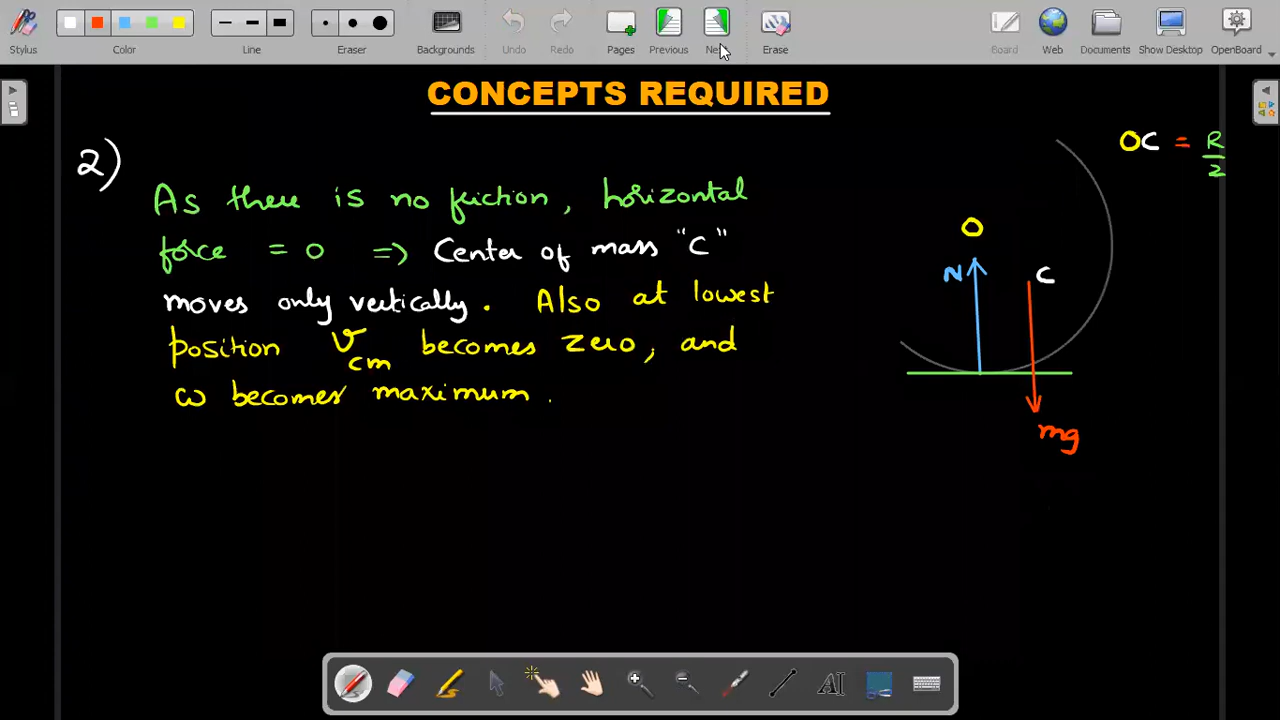 Stylus
Color
Line
Eraser
Backgrounds
Undo
Redo
Pages
Previous
Erase
Board
Web
Documents
Show Desktop
OpenBoard
CONCEPTS REQUIRED
2)
As there is no friction, horizontal
force = 0 => Center of mass "C"
moves only vertically. Also at lowest
position v cm becomes zero, and
ω becomes maximum.
OC = R/2
O
N
C
mg
AI